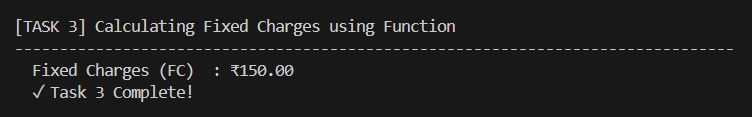 [TASK 3] Calculating Fixed Charges using Function
--------------------------------------------------------------------------------
Fixed Charges (FC)  : ₹150.00
✓ Task 3 Complete!